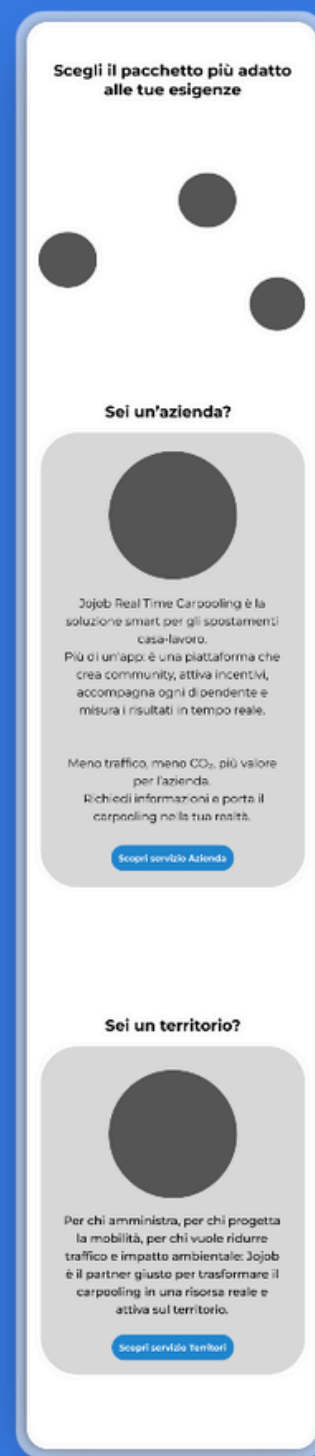 Scegli il pacchetto più adatto
alle tue esigenze
Sei un'azienda?
Jojob Real Time Carpooling è la
soluzione smart per gli spostamenti
casa-lavoro.
Più di un'app: è una piattaforma che
crea community, attiva incentivi,
accompagna ogni dipendente e
misura i risultati in tempo reale.
Meno traffico, meno CO₂, più valore
per l'azienda.
Richiedi informazioni e porta il
carpooling nella tua realtà.
Scopri servizio Azienda
Sei un territorio?
Per chi amministra, per chi progetta
la mobilità, per chi vuole ridurre
traffico e impatto ambientale: Jojob
è il partner giusto per trasformare il
carpooling in una risorsa reale e
attiva sul territorio.
Scopri servizio Territori